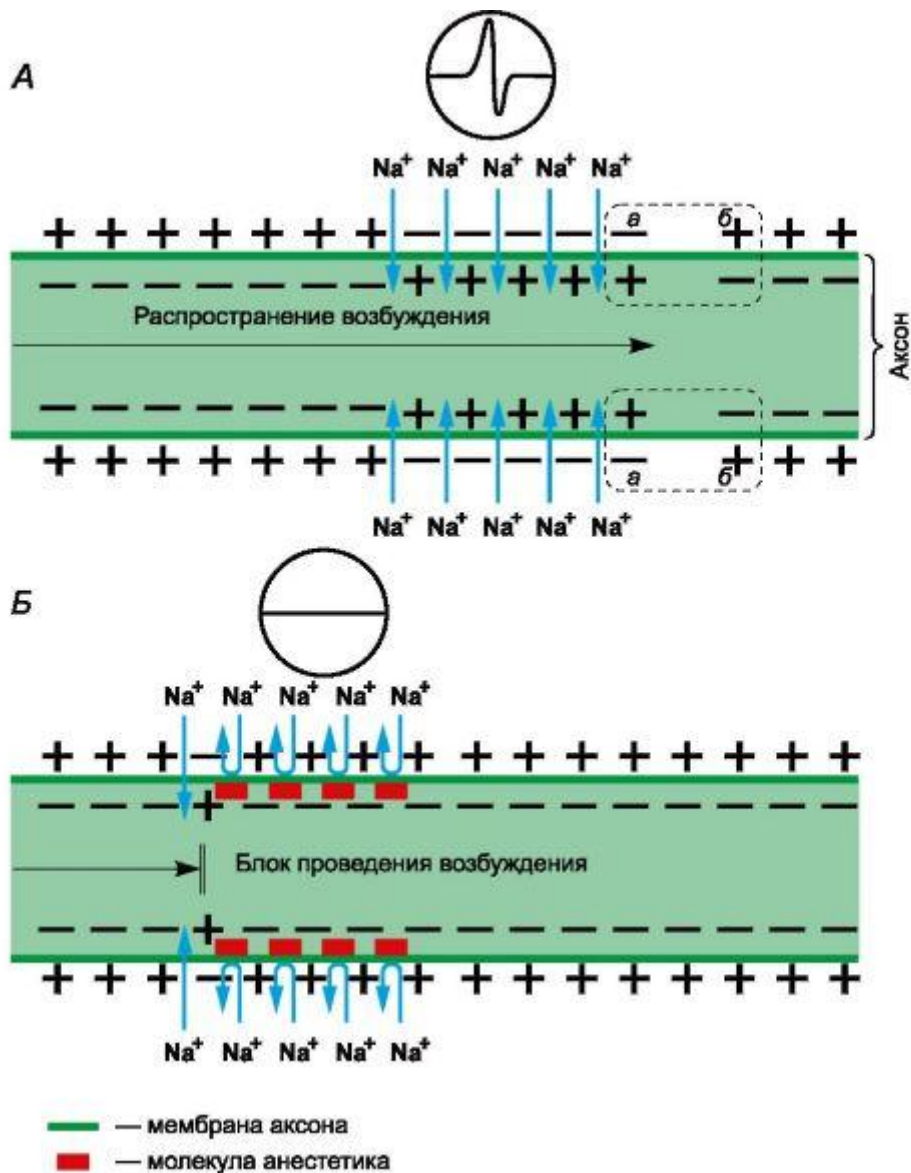 А
Na⁺ Na⁺ Na⁺ Na⁺ Na⁺
+ + + + + + + − − − − − + + +
а б
− − − − − − − + + + + + − − −
Распространение возбуждения
Аксон
− − − − − − − + + + + + − − −
+ + + + + + + − − − − − + + +
а б
Na⁺ Na⁺ Na⁺ Na⁺ Na⁺
Б
Na⁺ Na⁺ Na⁺ Na⁺ Na⁺
+ + + − + + + + + + + + + + +
− − − + − − − − − − − − − − −
Блок проведения возбуждения
− − − + − − − − − − − − − − −
+ + + − + + + + + + + + + + +
Na⁺ Na⁺ Na⁺ Na⁺ Na⁺
— мембрана аксона
— молекула анестетика